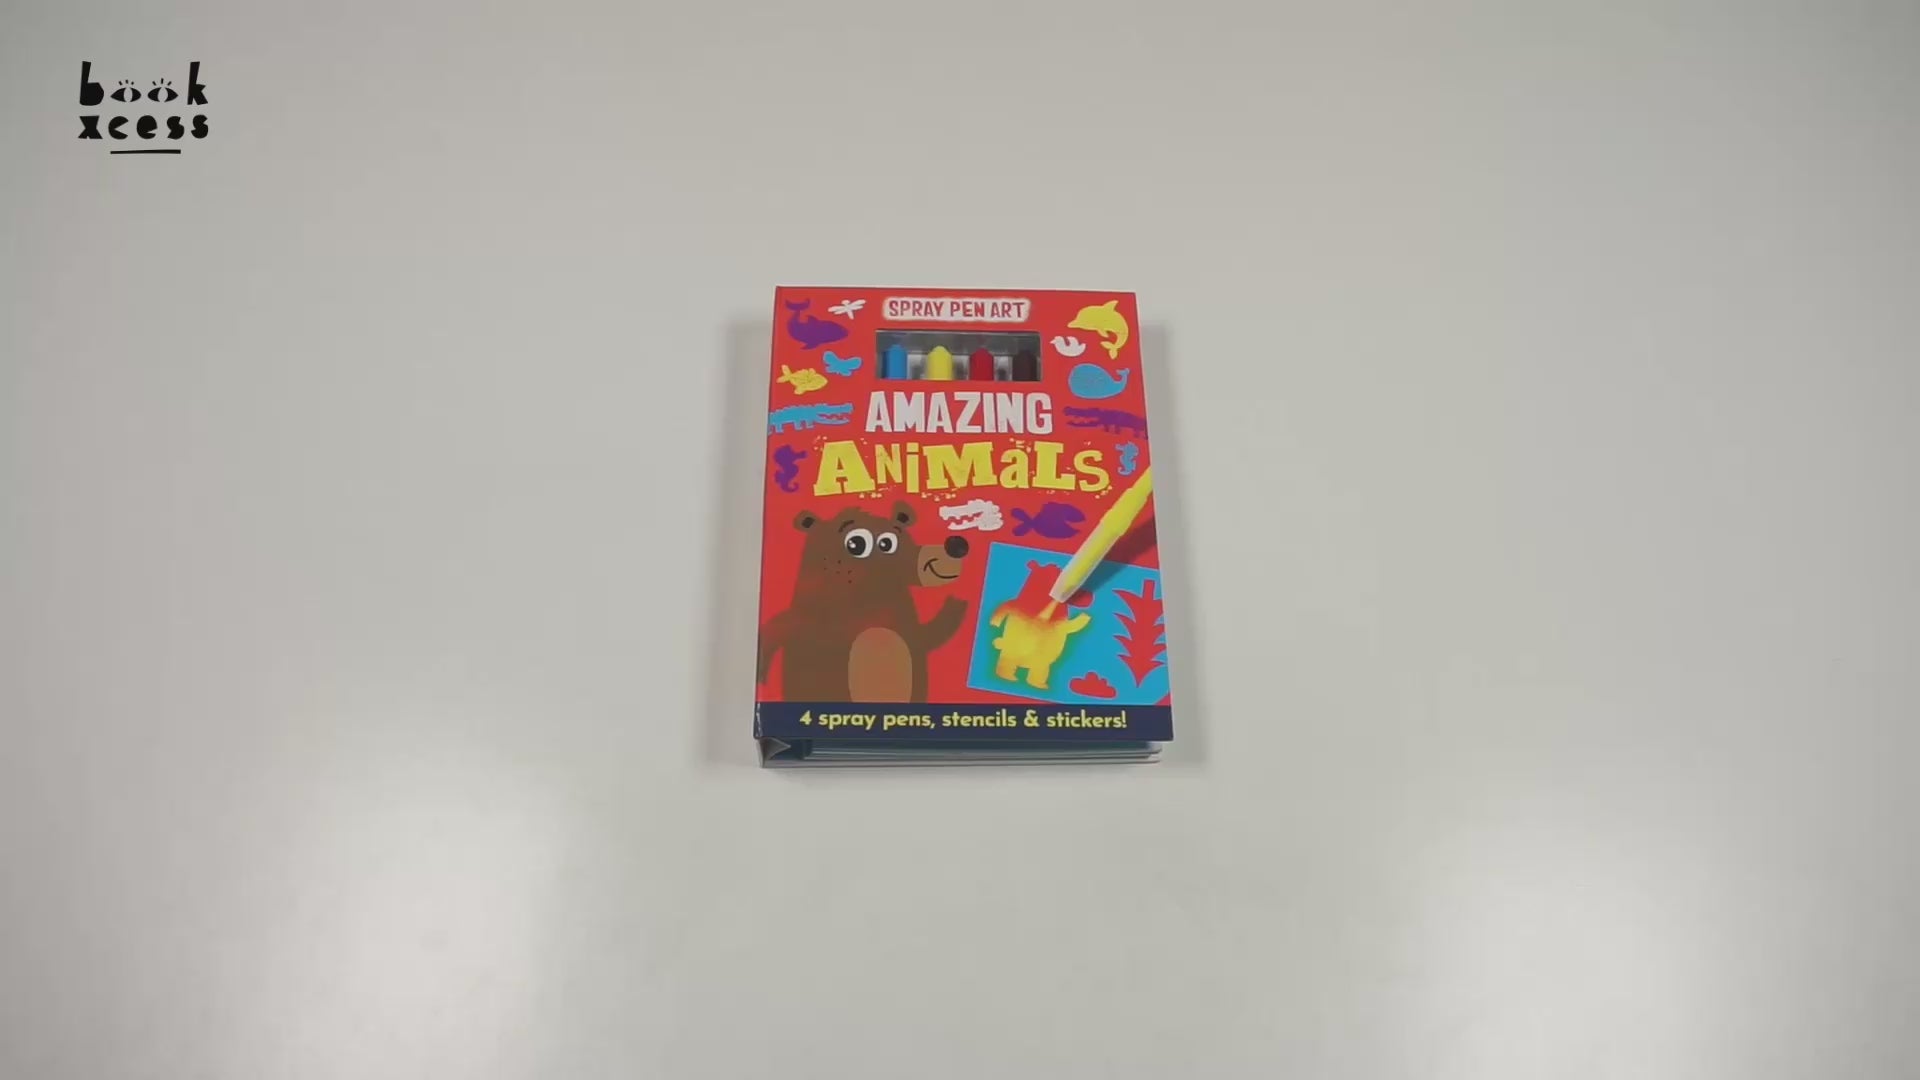 book
xcess
SPRAY PEN ART
AMAZING
ANiMaLS
4 spray pens, stencils & stickers!